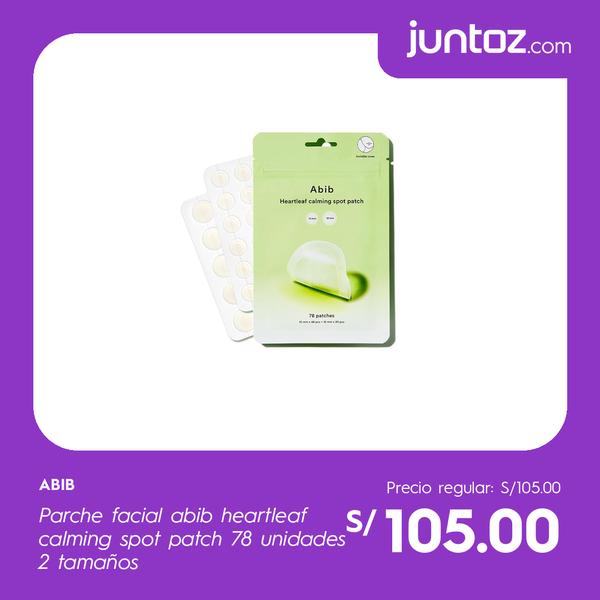 juntoz.com
Abib
Heartleaf calming spot patch
78 patches
ABIB
Parche facial abib heartleaf
calming spot patch 78 unidades
2 tamaños
Precio regular: S/105.00
S/ 105.00